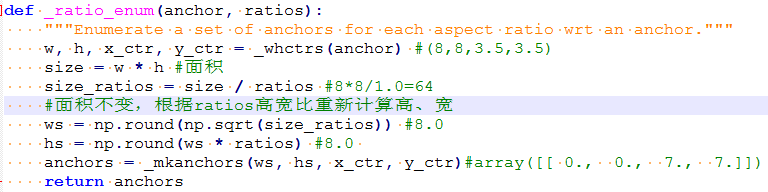 def _ratio_enum(anchor, ratios):
    """Enumerate a set of anchors for each aspect ratio wrt an anchor."""
    w, h, x_ctr, y_ctr = _whctrs(anchor) #(8,8,3.5,3.5)
    size = w * h #面积
    size_ratios = size / ratios #8*8/1.0=64
    #面积不变，根据ratios高宽比重新计算高、宽
    ws = np.round(np.sqrt(size_ratios)) #8.0
    hs = np.round(ws * ratios) #8.0
    anchors = _mkanchors(ws, hs, x_ctr, y_ctr)#array([[ 0.,  0.,  7.,  7.]])
    return anchors